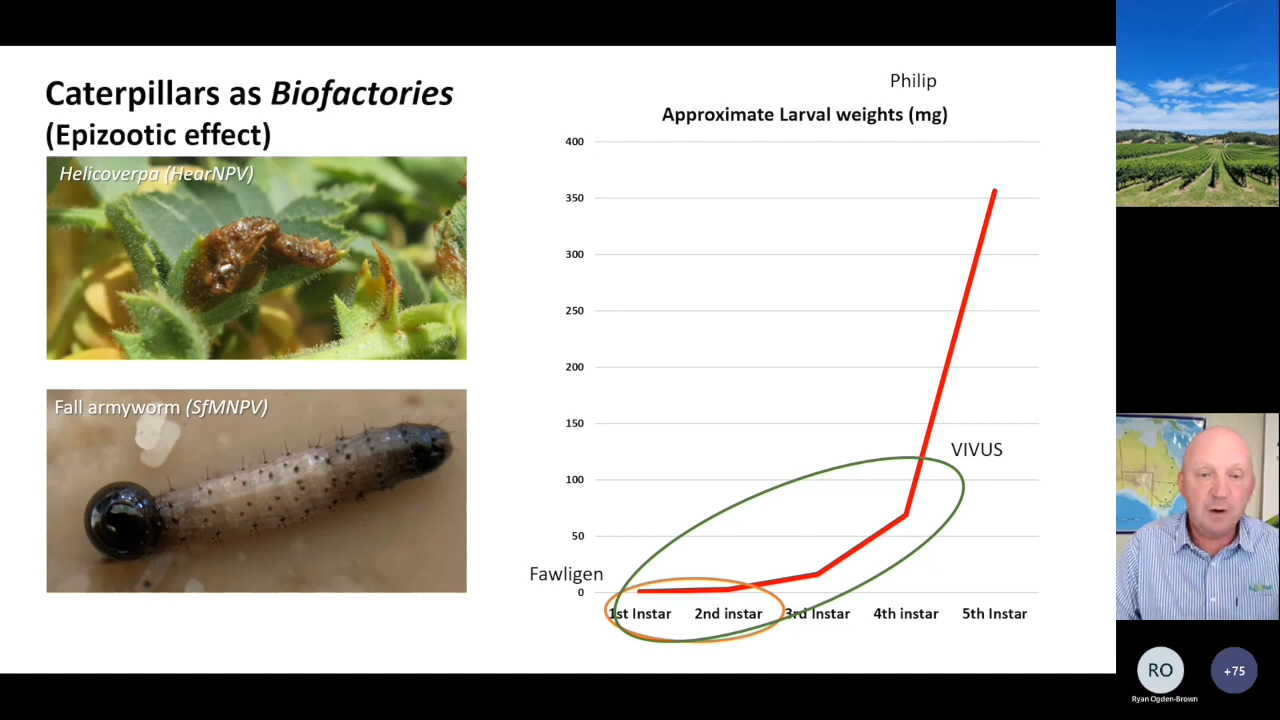 Caterpillars as Biofactories
(Epizootic effect)
Helicoverpa (HearNPV)
Fall armyworm (SfMNPV)
Philip
Approximate Larval weights (mg)
400
350
300
250
200
150
100
50
0
VIVUS
Fawligen
1st Instar
2nd instar
3rd Instar
4th instar
5th Instar
RO
+75
Ryan Ogden-Brown